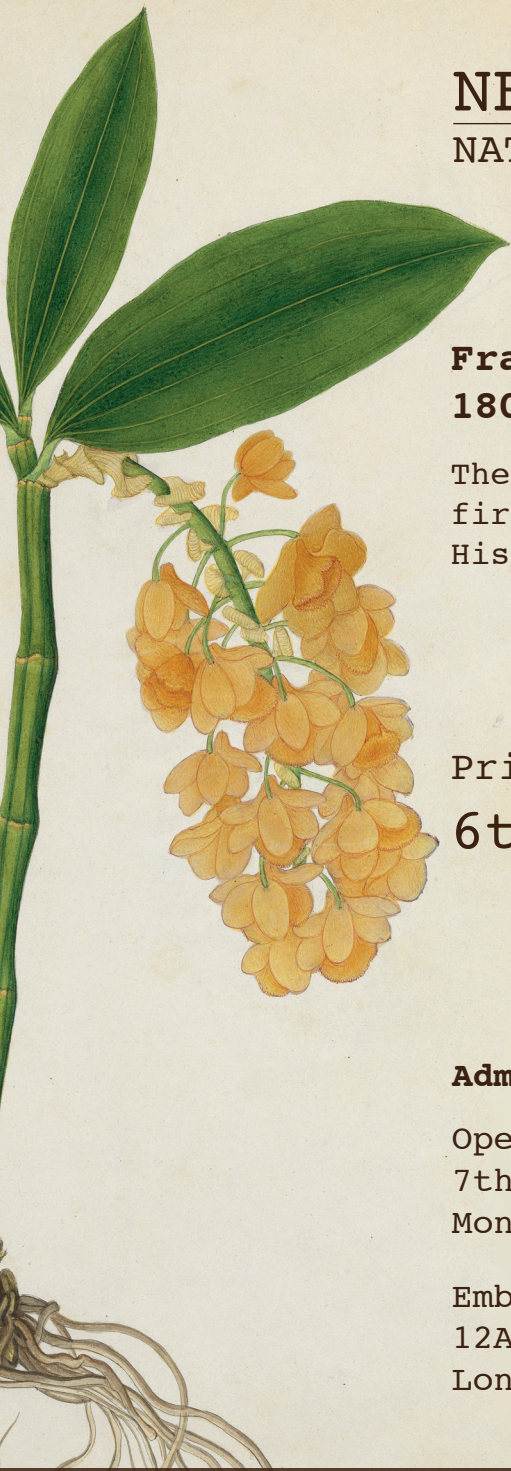 NE
NAT
Fra
180
The
fir
His
Pri
6t
Adm
Ope
7th
Mon
Emb
12A
Lon